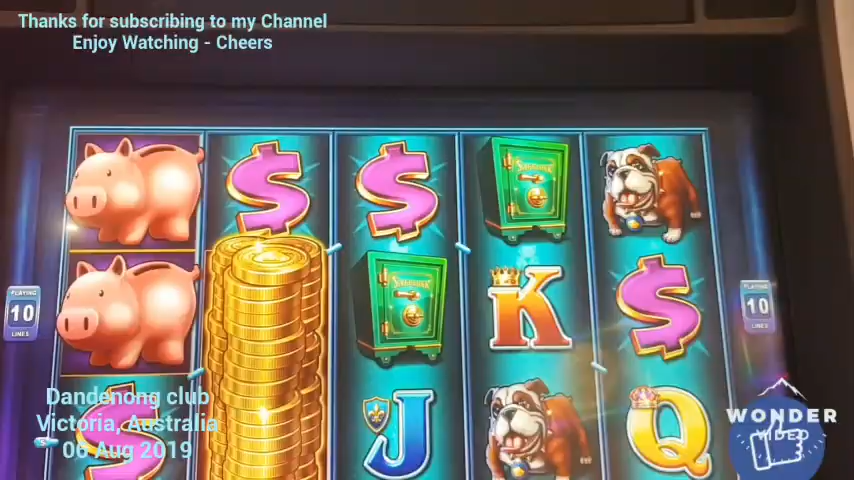 Thanks for subscribing to my Channel
Enjoy Watching - Cheers
PLAYING
10
LINES
PLAYING
10
LINES
K
J
Q
Dandenong club
Victoria, Australia
06 Aug 2019
WONDER
VIDEO